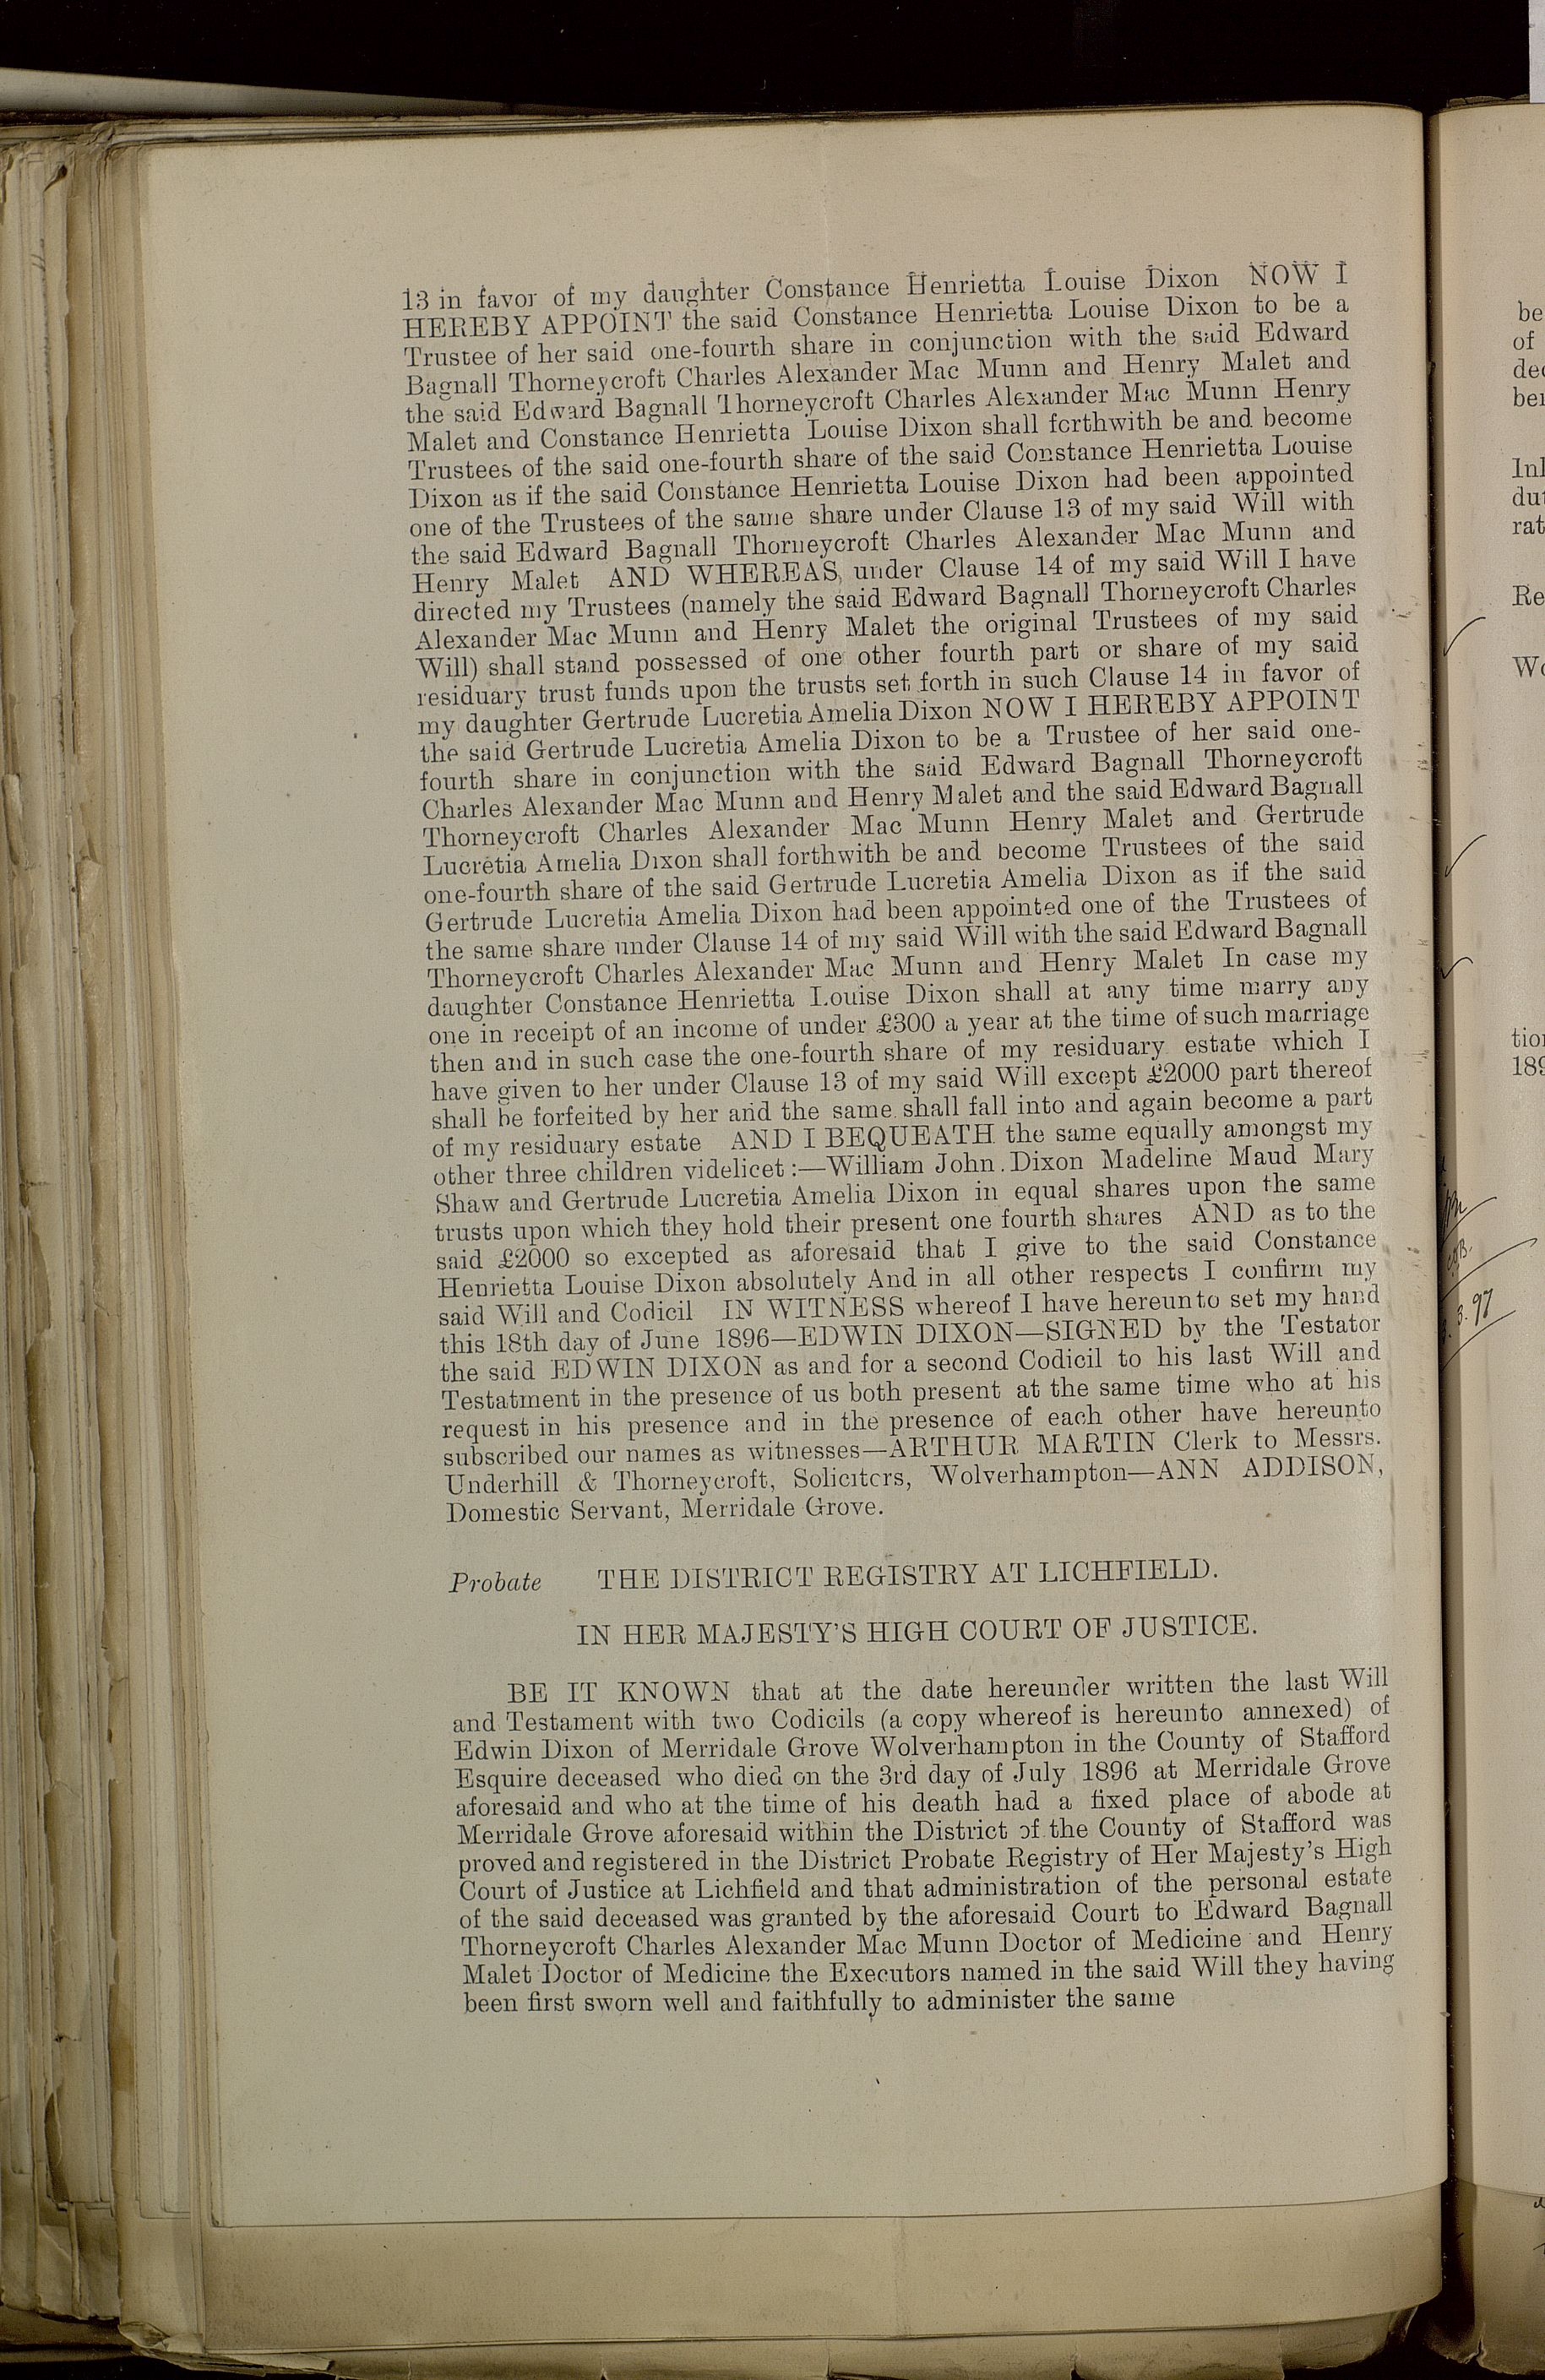 13 in favor of my daughter Constance Henrietta Louise Dixon NOW I
HEREBY APPOINT the said Constance Henrietta Louise Dixon to be a
Trustee of her said one-fourth share in conjunction with the said Edward
Bagnall Thorneycroft Charles Alexander Mac Munn and Henry Malet and
the said Edward Bagnall Thorneycroft Charles Alexander Mac Munn Henry
Malet and Constance Henrietta Louise Dixon shall forthwith be and become
Trustees of the said one-fourth share of the said Constance Henrietta Louise
Dixon as if the said Constance Henrietta Louise Dixon had been appointed
one of the Trustees of the same share under Clause 13 of my said Will with
the said Edward Bagnall Thorneycroft Charles Alexander Mac Munn and
Henry Malet AND WHEREAS, under Clause 14 of my said Will I have
directed my Trustees (namely the said Edward Bagnall Thorneycroft Charles
Alexander Mac Munn and Henry Malet the original Trustees of my said
Will) shall stand possessed of one other fourth part or share of my said
residuary trust funds upon the trusts set forth in such Clause 14 in favor of
my daughter Gertrude Lucretia Amelia Dixon NOW I HEREBY APPOINT
the said Gertrude Lucretia Amelia Dixon to be a Trustee of her said one-
fourth share in conjunction with the said Edward Bagnall Thorneycroft
Charles Alexander Mac Munn and Henry Malet and the said Edward Bagnall
Thorneycroft Charles Alexander Mac Munn Henry Malet and Gertrude
Lucretia Amelia Dixon shall forthwith be and become Trustees of the said
one-fourth share of the said Gertrude Lucretia Amelia Dixon as if the said
Gertrude Lucretia Amelia Dixon had been appointed one of the Trustees of
the same share under Clause 14 of my said Will with the said Edward Bagnall
Thorneycroft Charles Alexander Mac Munn and Henry Malet In case my
daughter Constance Henrietta Louise Dixon shall at any time marry any
one in receipt of an income of under £300 a year at the time of such marriage
then and in such case the one-fourth share of my residuary estate which I
have given to her under Clause 13 of my said Will except £2000 part thereof
shall be forfeited by her and the same shall fall into and again become a part
of my residuary estate AND I BEQUEATH the same equally amongst my
other three children videlicet:—William John. Dixon Madeline Maud Mary
Shaw and Gertrude Lucretia Amelia Dixon in equal shares upon the same
trusts upon which they hold their present one fourth shares AND as to the
said £2000 so excepted as aforesaid that I give to the said Constance
Henrietta Louise Dixon absolutely And in all other respects I confirm my
said Will and Codicil IN WITNESS whereof I have hereunto set my hand
this 18th day of June 1896—EDWIN DIXON—SIGNED by the Testator
the said EDWIN DIXON as and for a second Codicil to his last Will and
Testatment in the presence of us both present at the same time who at his
request in his presence and in the presence of each other have hereunto
subscribed our names as witnesses—ARTHUR MARTIN Clerk to Messrs.
Underhill & Thorneycroft, Solicitors, Wolverhampton—ANN ADDISON,
Domestic Servant, Merridale Grove.
Probate THE DISTRICT REGISTRY AT LICHFIELD.
IN HER MAJESTY'S HIGH COURT OF JUSTICE.
BE IT KNOWN that at the date hereunder written the last Will
and Testament with two Codicils (a copy whereof is hereunto annexed) of
Edwin Dixon of Merridale Grove Wolverhampton in the County of Stafford
Esquire deceased who died on the 3rd day of July 1896 at Merridale Grove
aforesaid and who at the time of his death had a fixed place of abode at
Merridale Grove aforesaid within the District of the County of Stafford was
proved and registered in the District Probate Registry of Her Majesty's High
Court of Justice at Lichfield and that administration of the personal estate
of the said deceased was granted by the aforesaid Court to Edward Bagnall
Thorneycroft Charles Alexander Mac Munn Doctor of Medicine and Henry
Malet Doctor of Medicine the Executors named in the said Will they having
been first sworn well and faithfully to administer the same
be
of
Re
3.97